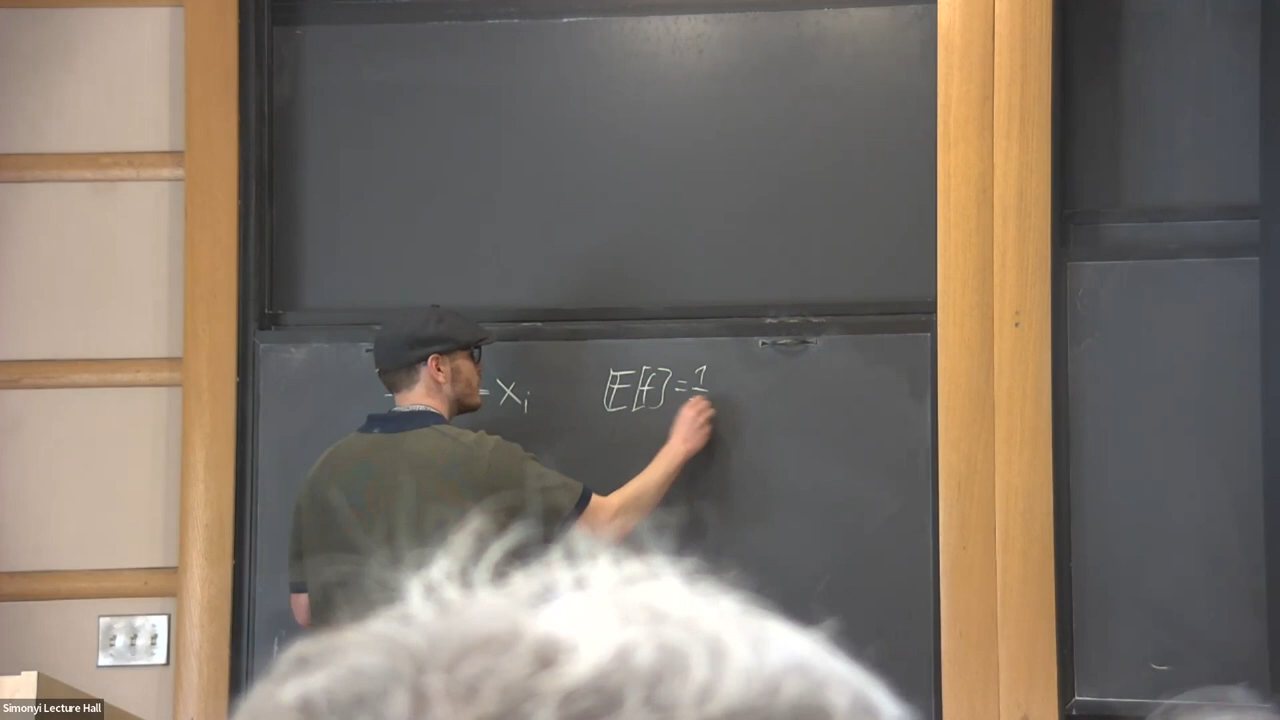 = x_i    𝔼[f] = 1
Simonyi Lecture Hall